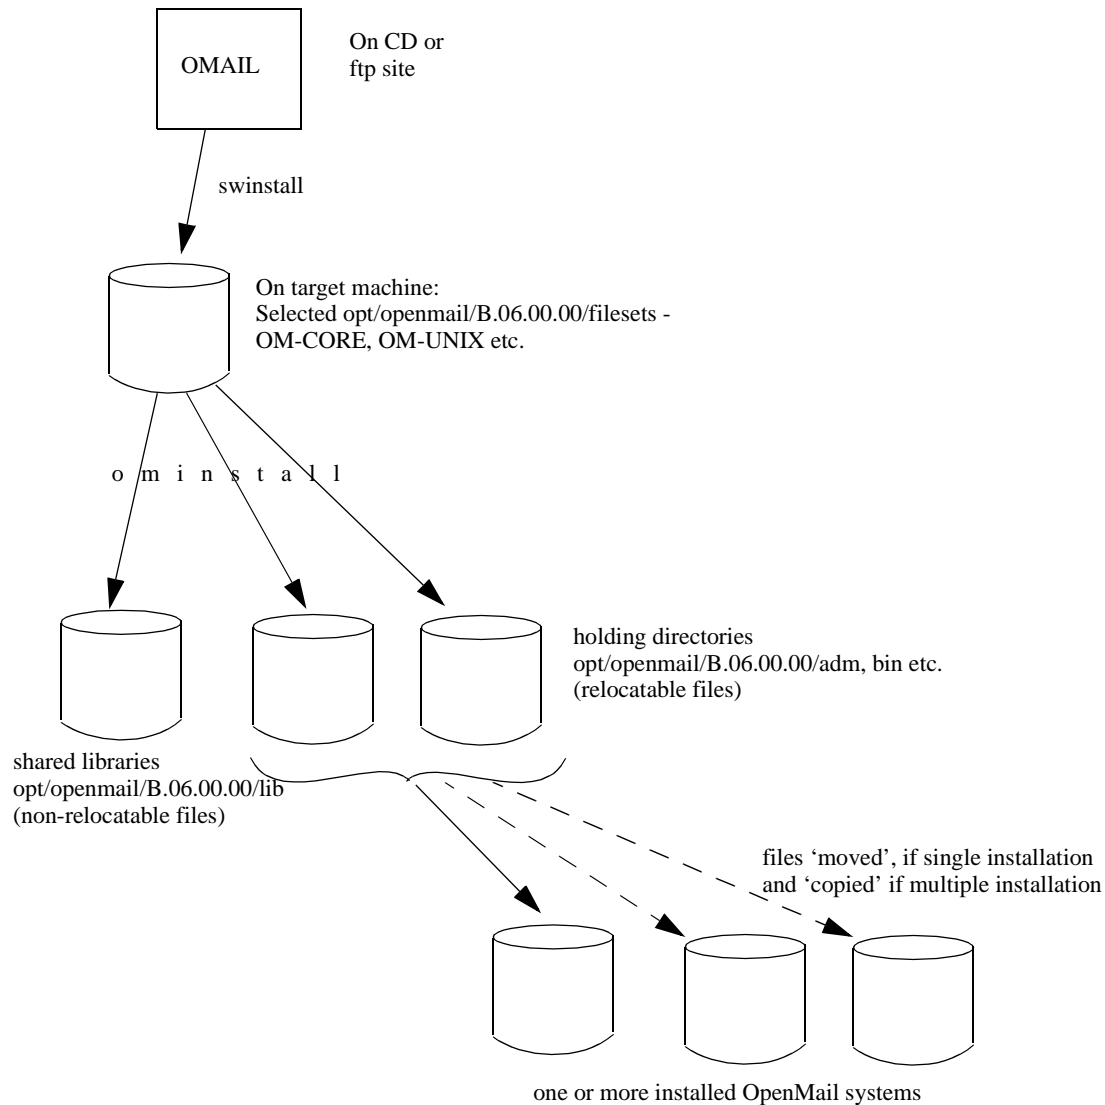 OMAIL
On CD or
ftp site
swinstall
On target machine:
Selected opt/openmail/B.06.00.00/filesets -
OM-CORE, OM-UNIX etc.
o m i n s t a l l
holding directories
opt/openmail/B.06.00.00/adm, bin etc.
(relocatable files)
shared libraries
opt/openmail/B.06.00.00/lib
(non-relocatable files)
files ‘moved’, if single installation
and ‘copied’ if multiple installation
one or more installed OpenMail systems